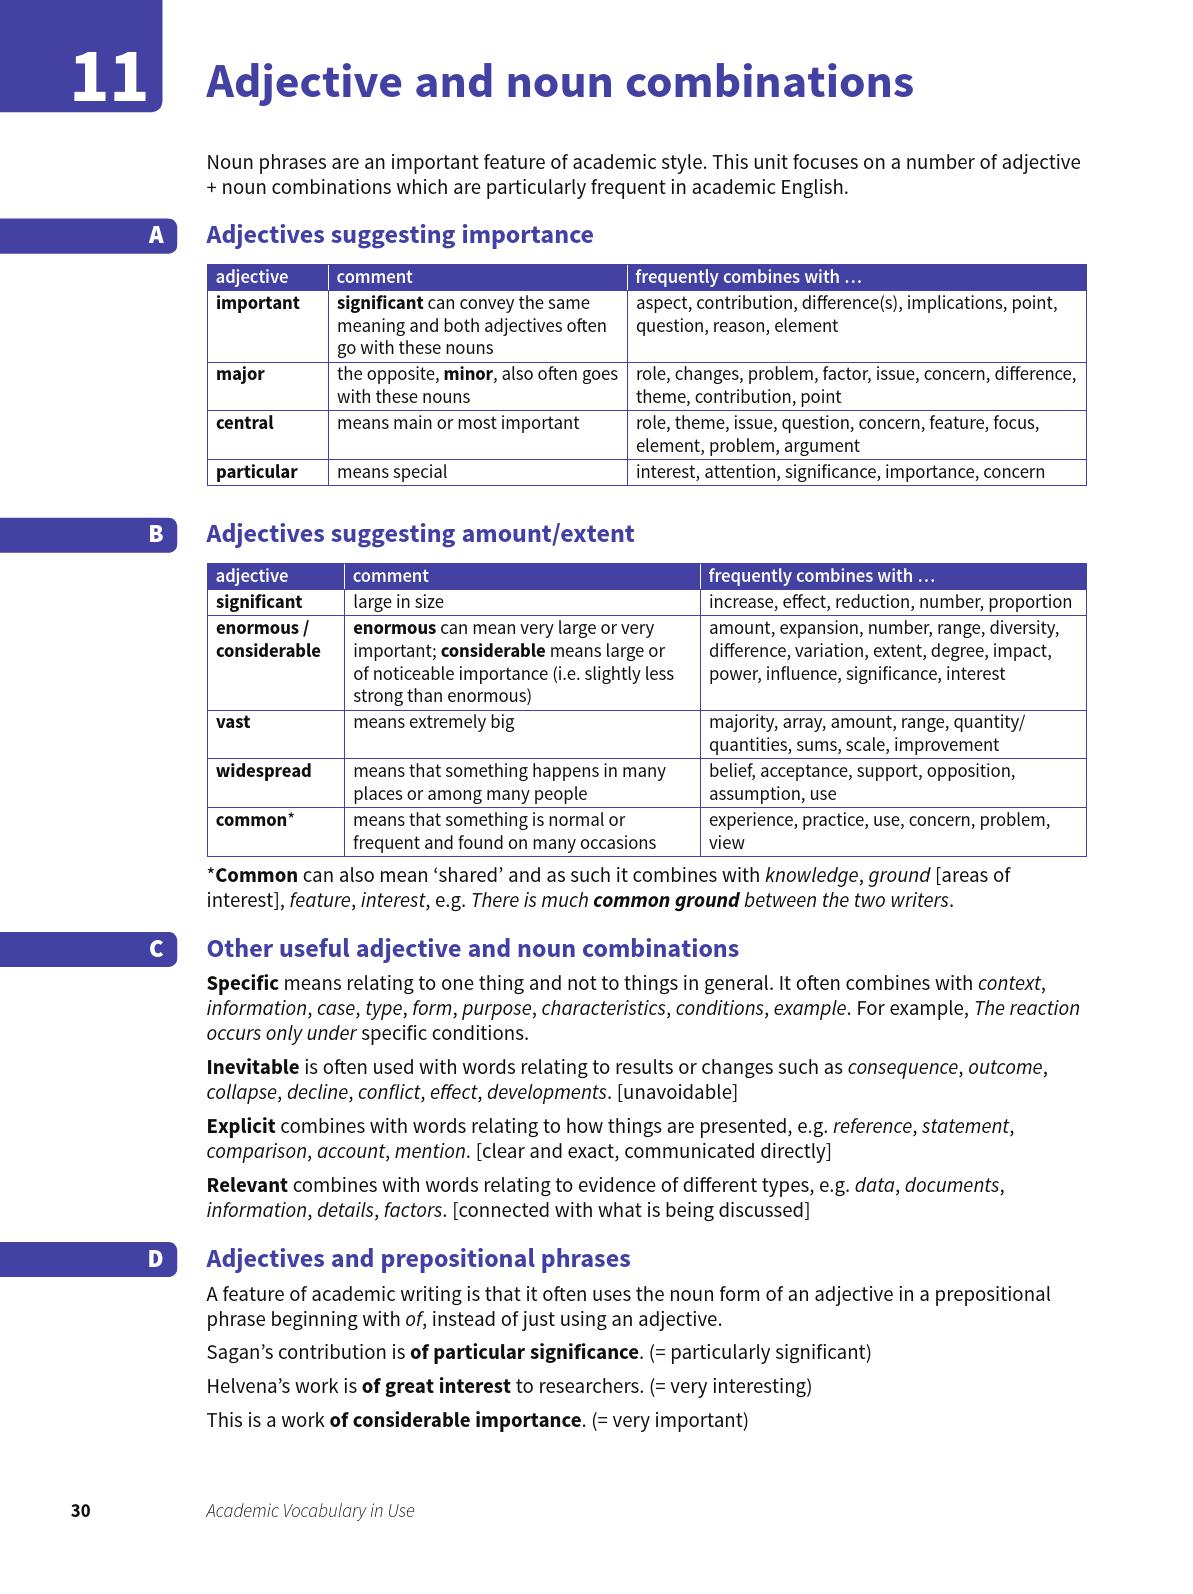 11
Adjective and noun combinations
Noun phrases are an important feature of academic style. This unit focuses on a number of adjective
+ noun combinations which are particularly frequent in academic English.
A
Adjectives suggesting importance
adjective comment frequently combines with …
important significant can convey the same aspect, contribution, difference(s), implications, point,
meaning and both adjectives often question, reason, element
go with these nouns
major the opposite, minor, also often goes role, changes, problem, factor, issue, concern, difference,
with these nouns theme, contribution, point
central means main or most important role, theme, issue, question, concern, feature, focus,
element, problem, argument
particular means special interest, attention, significance, importance, concern
B
Adjectives suggesting amount/extent
adjective comment frequently combines with …
significant large in size increase, effect, reduction, number, proportion
enormous / enormous can mean very large or very amount, expansion, number, range, diversity,
considerable important; considerable means large or difference, variation, extent, degree, impact,
of noticeable importance (i.e. slightly less power, influence, significance, interest
strong than enormous)
vast means extremely big majority, array, amount, range, quantity/
quantities, sums, scale, improvement
widespread means that something happens in many belief, acceptance, support, opposition,
places or among many people assumption, use
common* means that something is normal or experience, practice, use, concern, problem,
frequent and found on many occasions view
*Common can also mean ‘shared’ and as such it combines with knowledge, ground [areas of
interest], feature, interest, e.g. There is much common ground between the two writers.
C
Other useful adjective and noun combinations
Specific means relating to one thing and not to things in general. It often combines with context,
information, case, type, form, purpose, characteristics, conditions, example. For example, The reaction
occurs only under specific conditions.
Inevitable is often used with words relating to results or changes such as consequence, outcome,
collapse, decline, conflict, effect, developments. [unavoidable]
Explicit combines with words relating to how things are presented, e.g. reference, statement,
comparison, account, mention. [clear and exact, communicated directly]
Relevant combines with words relating to evidence of different types, e.g. data, documents,
information, details, factors. [connected with what is being discussed]
D
Adjectives and prepositional phrases
A feature of academic writing is that it often uses the noun form of an adjective in a prepositional
phrase beginning with of, instead of just using an adjective.
Sagan’s contribution is of particular significance. (= particularly significant)
Helvena’s work is of great interest to researchers. (= very interesting)
This is a work of considerable importance. (= very important)
30 Academic Vocabulary in Use